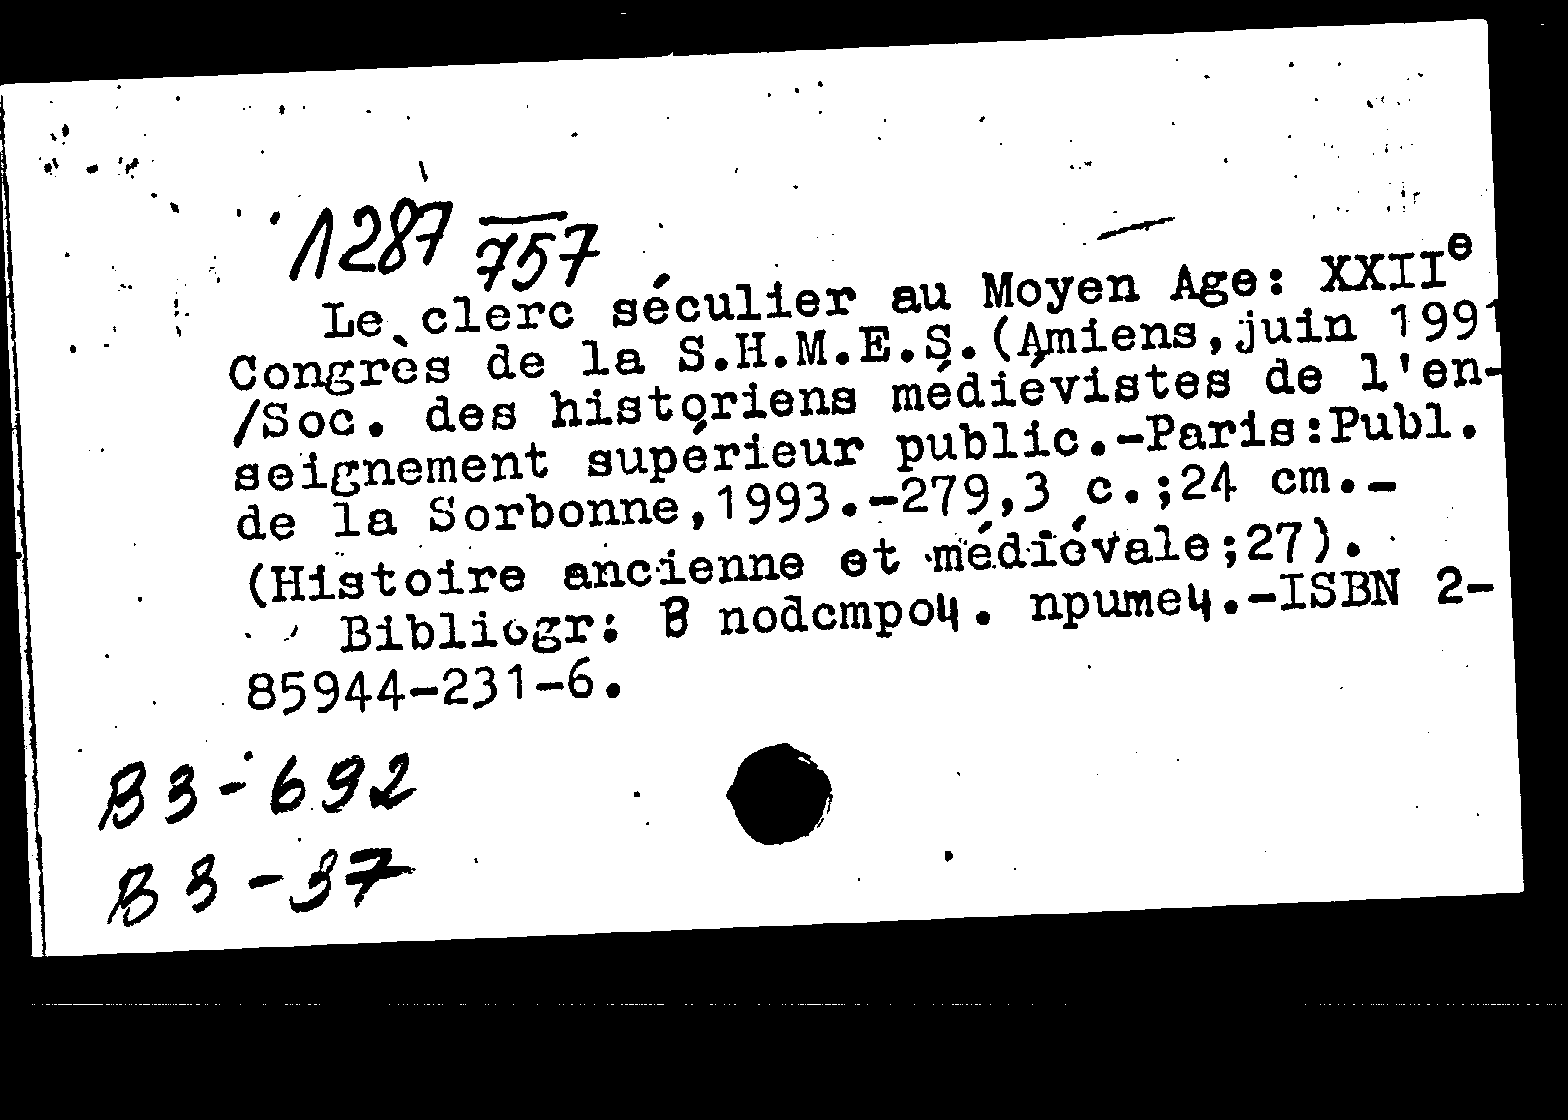 1287 757
Le clerc séculier au Moyen Age: XXIIe
Congrès de la S.H.M.E.S.(Amiens,juin 1991
/Soc. des historiens médiévistes de l'en-
seignement supérieur public.-Paris:Publ.
de la Sorbonne,1993.-279,3 c.;24 cm.-
(Histoire ancienne et médiévale;27).
Bibliogr: В подстроч. примеч.-ISBN 2-
85944-231-6.
B3-692
B3-37